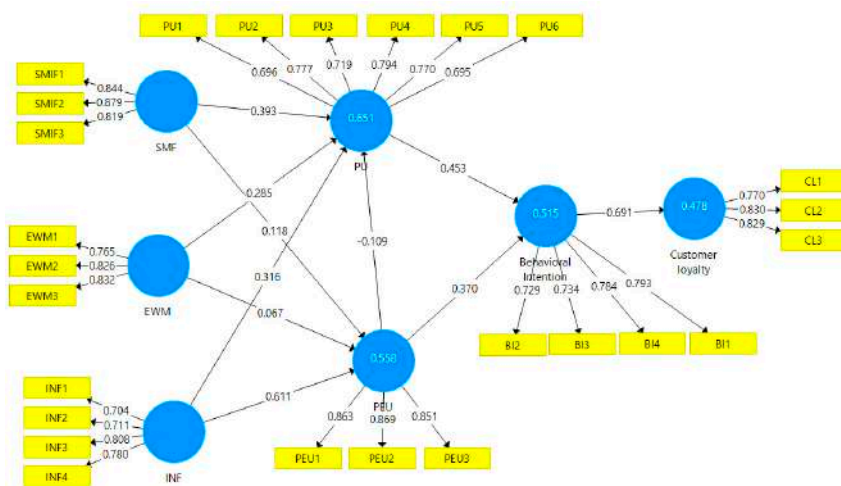 PU1
PU2
PU3
PU4
PU5
PU6
0.696
0.777
0.719
0.794
0.770
0.695
SMIF1
SMIF2
SMIF3
0.844
0.879
0.819
SMF
0.393
0.651
PU
0.285
0.118
0.316
-0.109
0.453
EWM1
EWM2
EWM3
0.765
0.826
0.832
EWM
0.067
0.611
0.370
0.515
Behavioral
Intention
0.691
0.478
Customer
loyalty
0.770
0.830
0.829
CL1
CL2
CL3
0.729
0.734
0.784
0.793
BI2
BI3
BI4
BI1
0.558
PEU
0.863
0.869
0.851
PEU1
PEU2
PEU3
INF1
INF2
INF3
INF4
0.704
0.711
0.808
0.780
INF